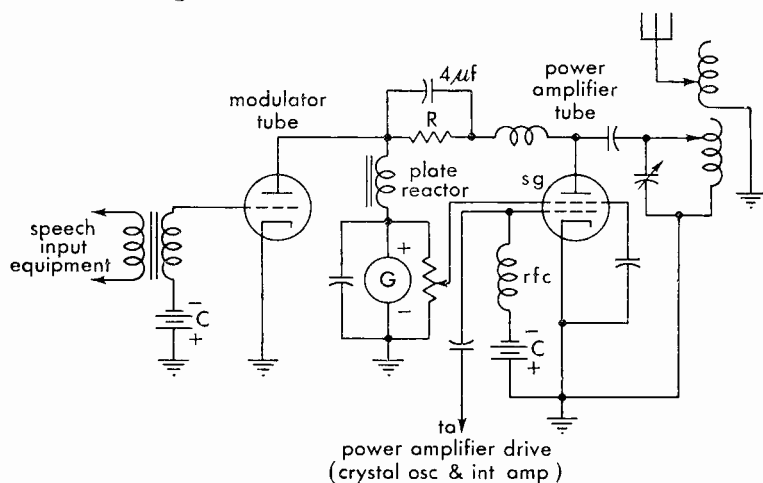 4μf
modulator
tube
R
power
amplifier
tube
plate
reactor
sg
speech
input
equipment
+
G
−
rfc
−
C
+
−
C
+
ta
power amplifier drive
(crystal osc & int amp)